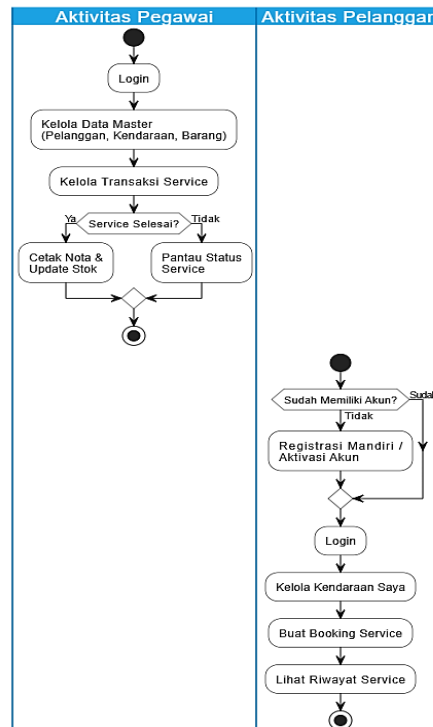 Aktivitas Pegawai
Login
Kelola Data Master
(Pelanggan, Kendaraan, Barang)
Kelola Transaksi Service
Ya
Service Selesai?
Tidak
Cetak Nota &
Update Stok
Pantau Status
Service
Aktivitas Pelanggan
Sudah Memiliki Akun?
Sudah
Tidak
Registrasi Mandiri /
Aktivasi Akun
Login
Kelola Kendaraan Saya
Buat Booking Service
Lihat Riwayat Service